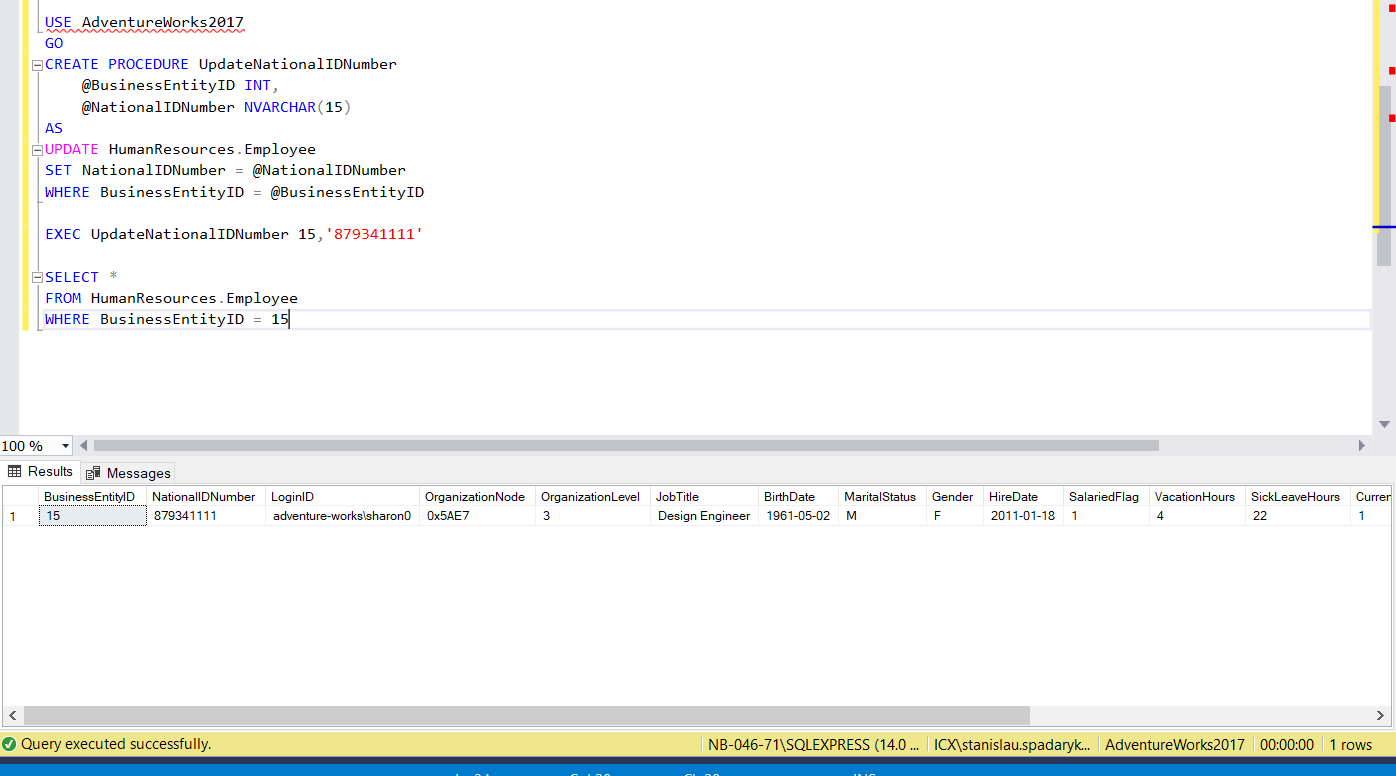 USE AdventureWorks2017
GO
CREATE PROCEDURE UpdateNationalIDNumber
@BusinessEntityID INT,
@NationalIDNumber NVARCHAR(15)
AS
UPDATE HumanResources.Employee
SET NationalIDNumber = @NationalIDNumber
WHERE BusinessEntityID = @BusinessEntityID
EXEC UpdateNationalIDNumber 15,'879341111'
SELECT *
FROM HumanResources.Employee
WHERE BusinessEntityID = 15
100 %
Results Messages
BusinessEntityID NationalIDNumber LoginID OrganizationNode OrganizationLevel JobTitle BirthDate MaritalStatus Gender HireDate SalariedFlag VacationHours SickLeaveHours Curren
1 15 879341111 adventure-works\sharon0 0x5AE7 3 Design Engineer 1961-05-02 M F 2011-01-18 1 4 22 1
Query executed successfully. NB-046-71\SQLEXPRESS (14.0 ... ICX\stanislau.spadaryk... AdventureWorks2017 00:00:00 1 rows